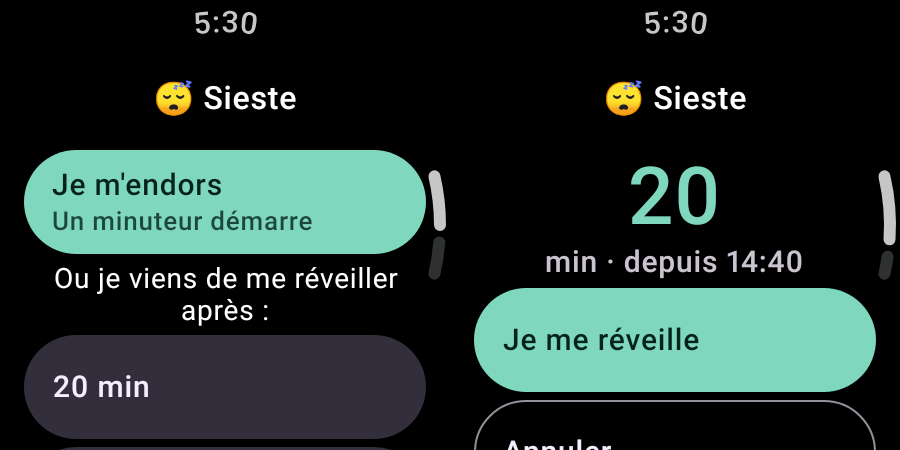 5:30
Sieste
Je m'endors
Un minuteur démarre
Ou je viens de me réveiller
après :
20 min
5:30
Sieste
20
min · depuis 14:40
Je me réveille
Annuler